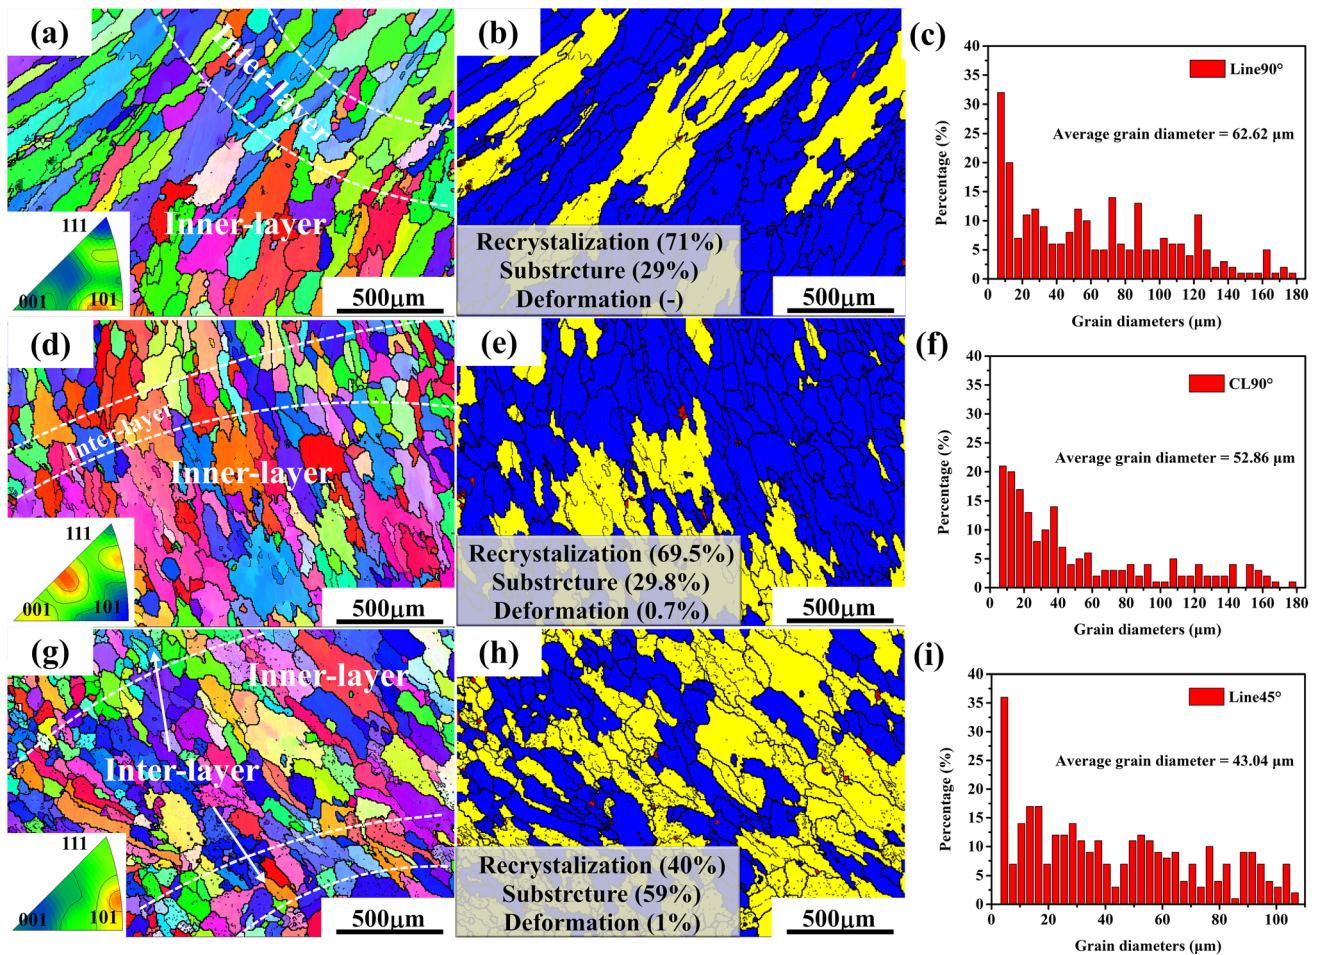 (a)
Inter-layer
Inner-layer
111
001
101
500μm
(b)
Recrystalization (71%)
Substrcture (29%)
Deformation (-)
500μm
(c)
40
35
30
25
20
15
10
5
0
Percentage (%)
Line90°
Average grain diameter = 62.62 μm
0 20 40 60 80 100 120 140 160 180
Grain diameters (μm)
(d)
Inter-layer
Inner-layer
111
001
101
500μm
(e)
Recrystalization (69.5%)
Substrcture (29.8%)
Deformation (0.7%)
500μm
(f)
40
35
30
25
20
15
10
5
0
Percentage (%)
CL90°
Average grain diameter = 52.86 μm
0 20 40 60 80 100 120 140 160 180
Grain diameters (μm)
(g)
Inner-layer
Inter-layer
111
001
101
500μm
(h)
Recrystalization (40%)
Substrcture (59%)
Deformation (1%)
500μm
(i)
40
35
30
25
20
15
10
5
0
Percentage (%)
Line45°
Average grain diameter = 43.04 μm
0 20 40 60 80 100
Grain diameters (μm)